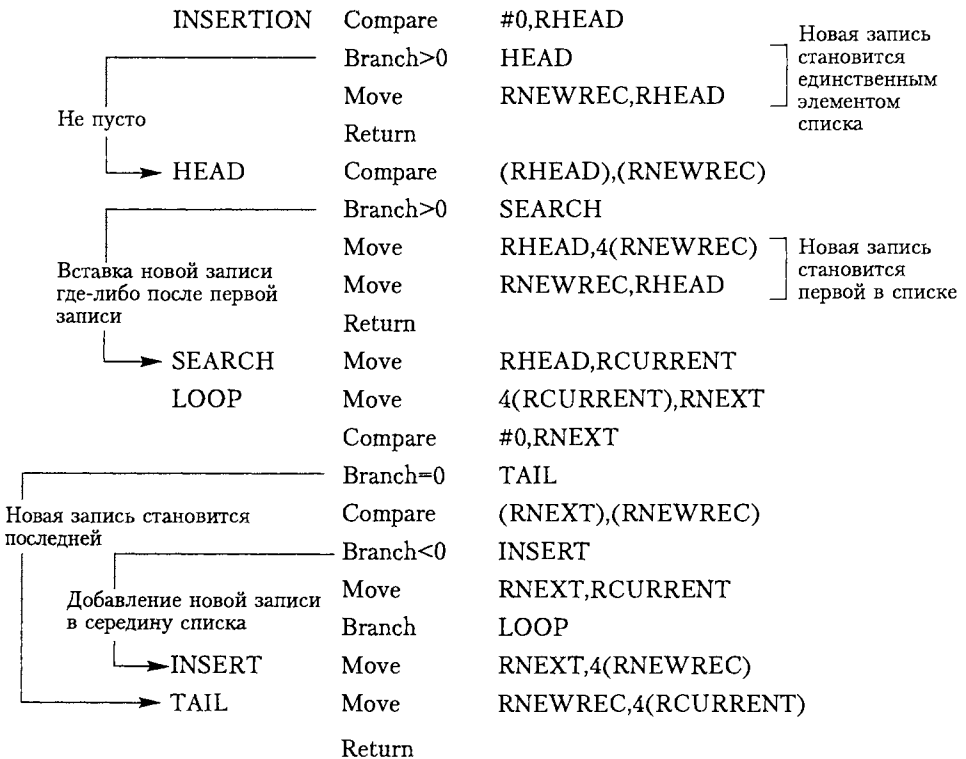 INSERTION Compare #0,RHEAD
Branch>0 HEAD
Move RNEWREC,RHEAD
Return
Новая запись
становится
единственным
элементом
списка
Не пусто
HEAD Compare (RHEAD),(RNEWREC)
Branch>0 SEARCH
Move RHEAD,4(RNEWREC)
Move RNEWREC,RHEAD
Return
Новая запись
становится
первой в списке
Вставка новой записи
где-либо после первой
записи
SEARCH Move RHEAD,RCURRENT
LOOP Move 4(RCURRENT),RNEXT
Compare #0,RNEXT
Branch=0 TAIL
Compare (RNEXT),(RNEWREC)
Branch<0 INSERT
Move RNEXT,RCURRENT
Branch LOOP
Новая запись становится
последней
Добавление новой записи
в середину списка
INSERT Move RNEXT,4(RNEWREC)
TAIL Move RNEWREC,4(RCURRENT)
Return